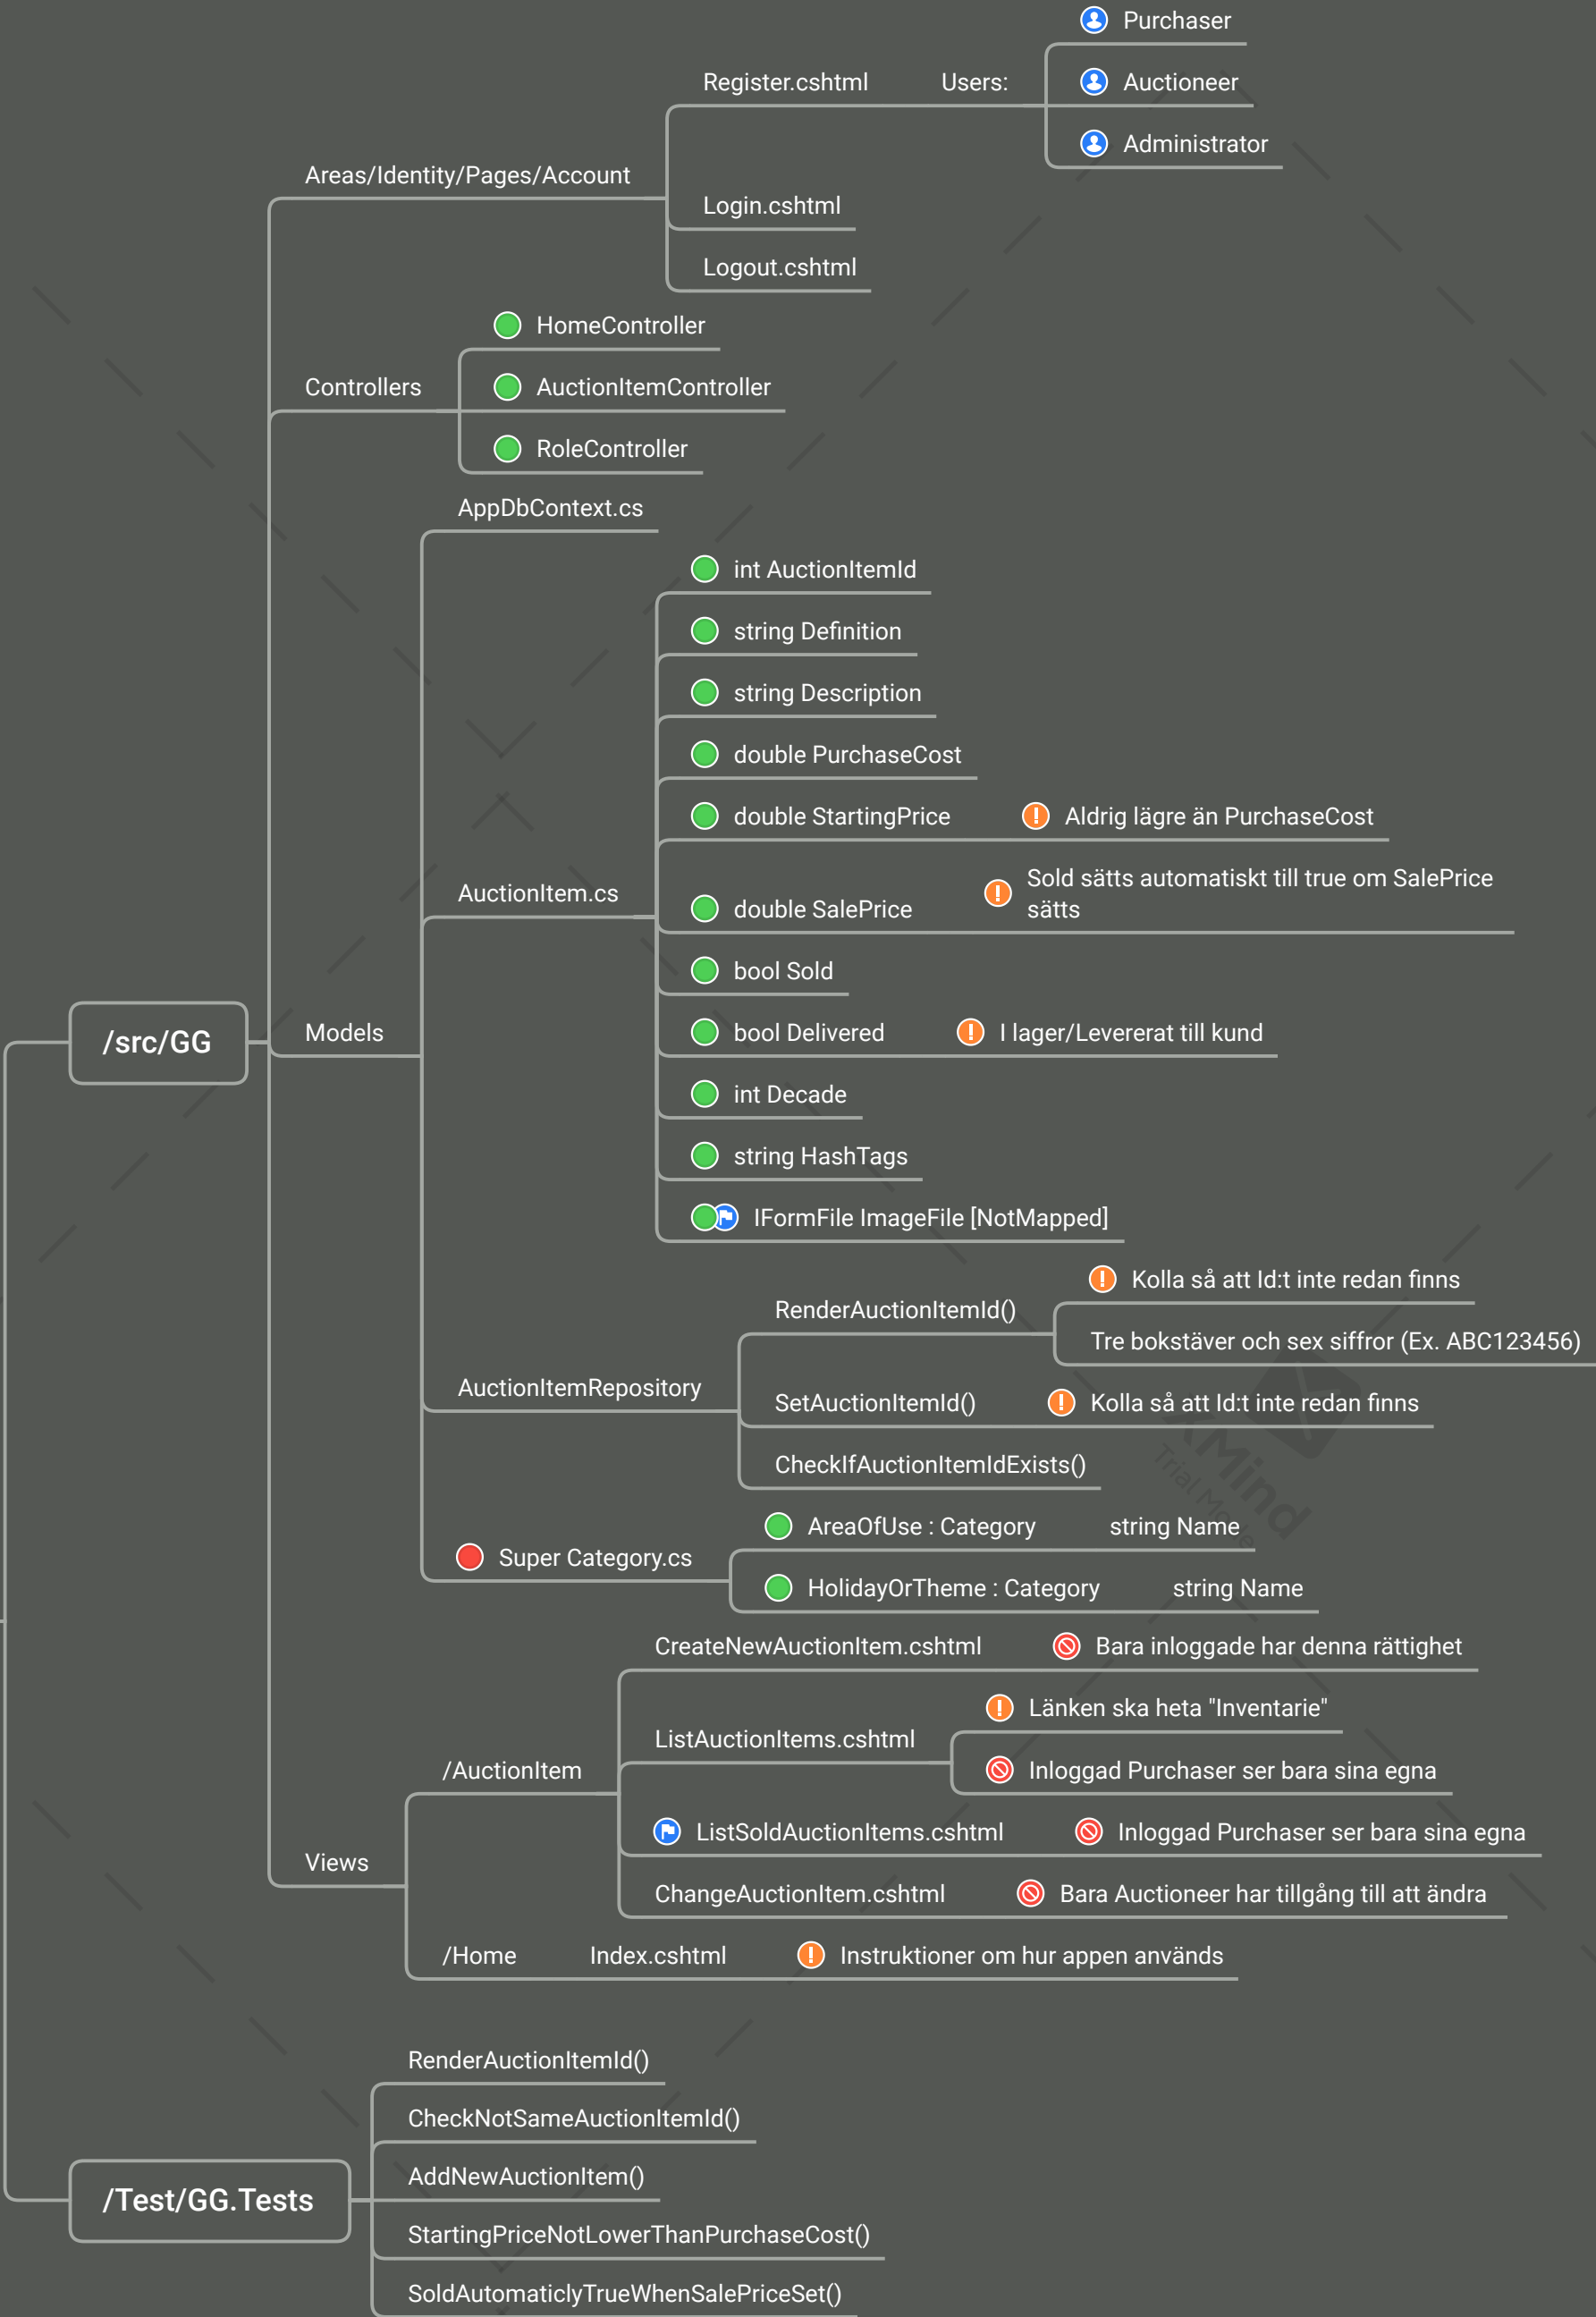 Purchaser
Register.cshtml
Users:
Auctioneer
Administrator
Areas/Identity/Pages/Account
Login.cshtml
Logout.cshtml
HomeController
Controllers
AuctionItemController
RoleController
AppDbContext.cs
int AuctionItemId
string Definition
string Description
double PurchaseCost
double StartingPrice
Aldrig lägre än PurchaseCost
AuctionItem.cs
double SalePrice
Sold sätts automatiskt till true om SalePrice
sätts
bool Sold
/src/GG
Models
bool Delivered
I lager/Levererat till kund
int Decade
string HashTags
IFormFile ImageFile [NotMapped]
RenderAuctionItemId()
Kolla så att Id:t inte redan finns
Tre bokstäver och sex siffror (Ex. ABC123456)
AuctionItemRepository
SetAuctionItemId()
Kolla så att Id:t inte redan finns
CheckIfAuctionItemIdExists()
XMind
Trial Mode
Super Category.cs
AreaOfUse : Category
string Name
HolidayOrTheme : Category
string Name
CreateNewAuctionItem.cshtml
Bara inloggade har denna rättighet
ListAuctionItems.cshtml
Länken ska heta "Inventarie"
Inloggad Purchaser ser bara sina egna
/AuctionItem
ListSoldAuctionItems.cshtml
Inloggad Purchaser ser bara sina egna
Views
ChangeAuctionItem.cshtml
Bara Auctioneer har tillgång till att ändra
/Home
Index.cshtml
Instruktioner om hur appen används
RenderAuctionItemId()
CheckNotSameAuctionItemId()
/Test/GG.Tests
AddNewAuctionItem()
StartingPriceNotLowerThanPurchaseCost()
SoldAutomaticlyTrueWhenSalePriceSet()